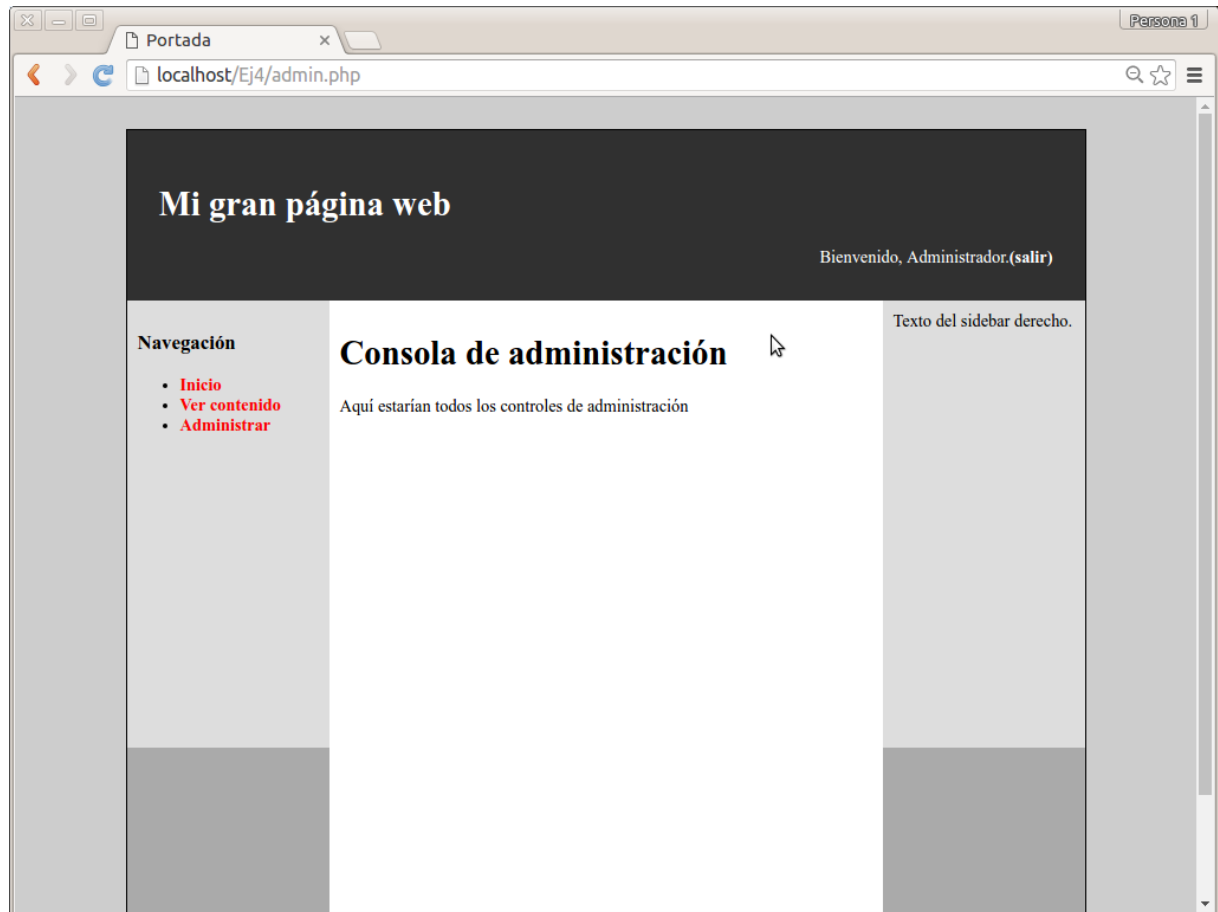 Persona 1
Portada
localhost/Ej4/admin.php
Mi gran página web
Bienvenido, Administrador.(salir)
Navegación
Inicio
Ver contenido
Administrar
Consola de administración
Aquí estarían todos los controles de administración
Texto del sidebar derecho.